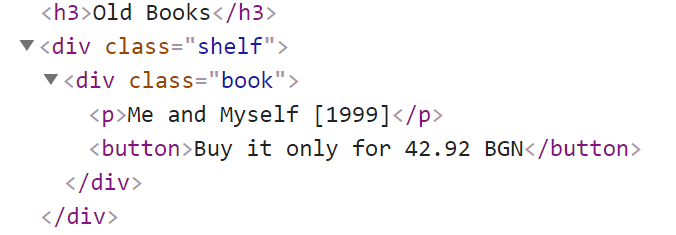 <h3>Old Books</h3>
<div class="shelf">
<div class="book">
<p>Me and Myself [1999]</p>
<button>Buy it only for 42.92 BGN</button>
</div>
</div>